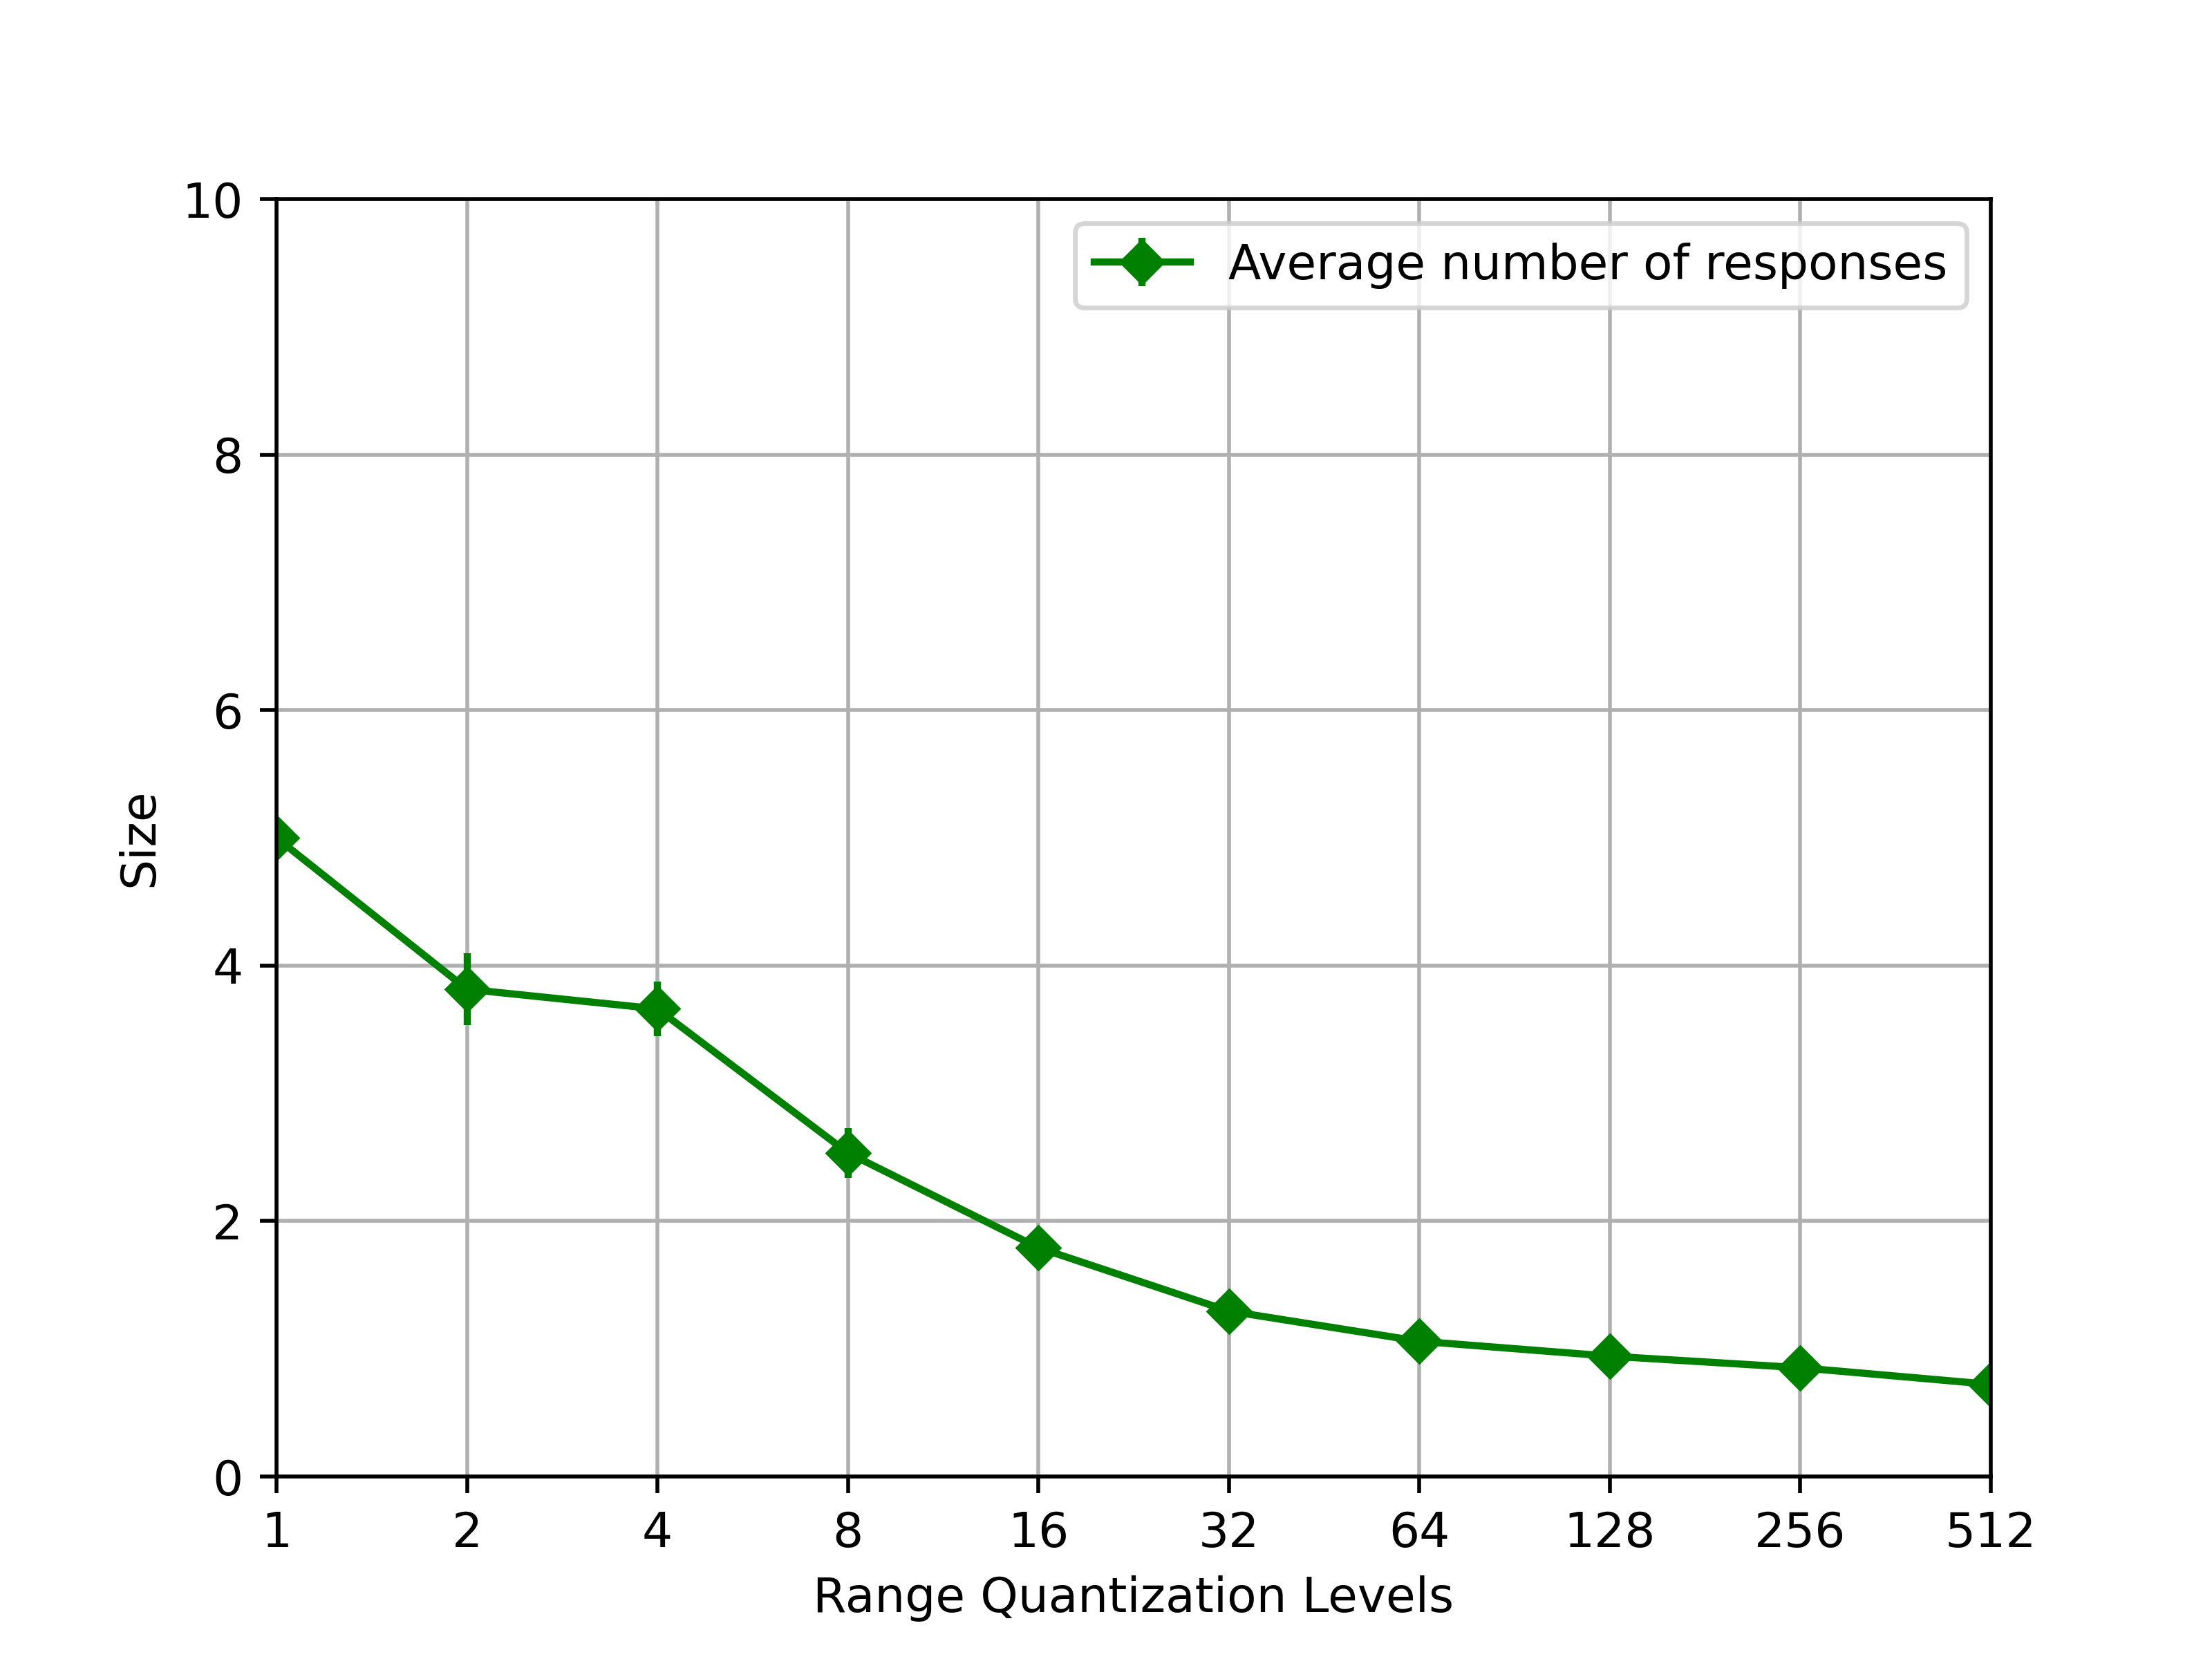 Average number of responses
10
8
6
4
2
0
Size
1 2 4 8 16 32 64 128 256 512
Range Quantization Levels